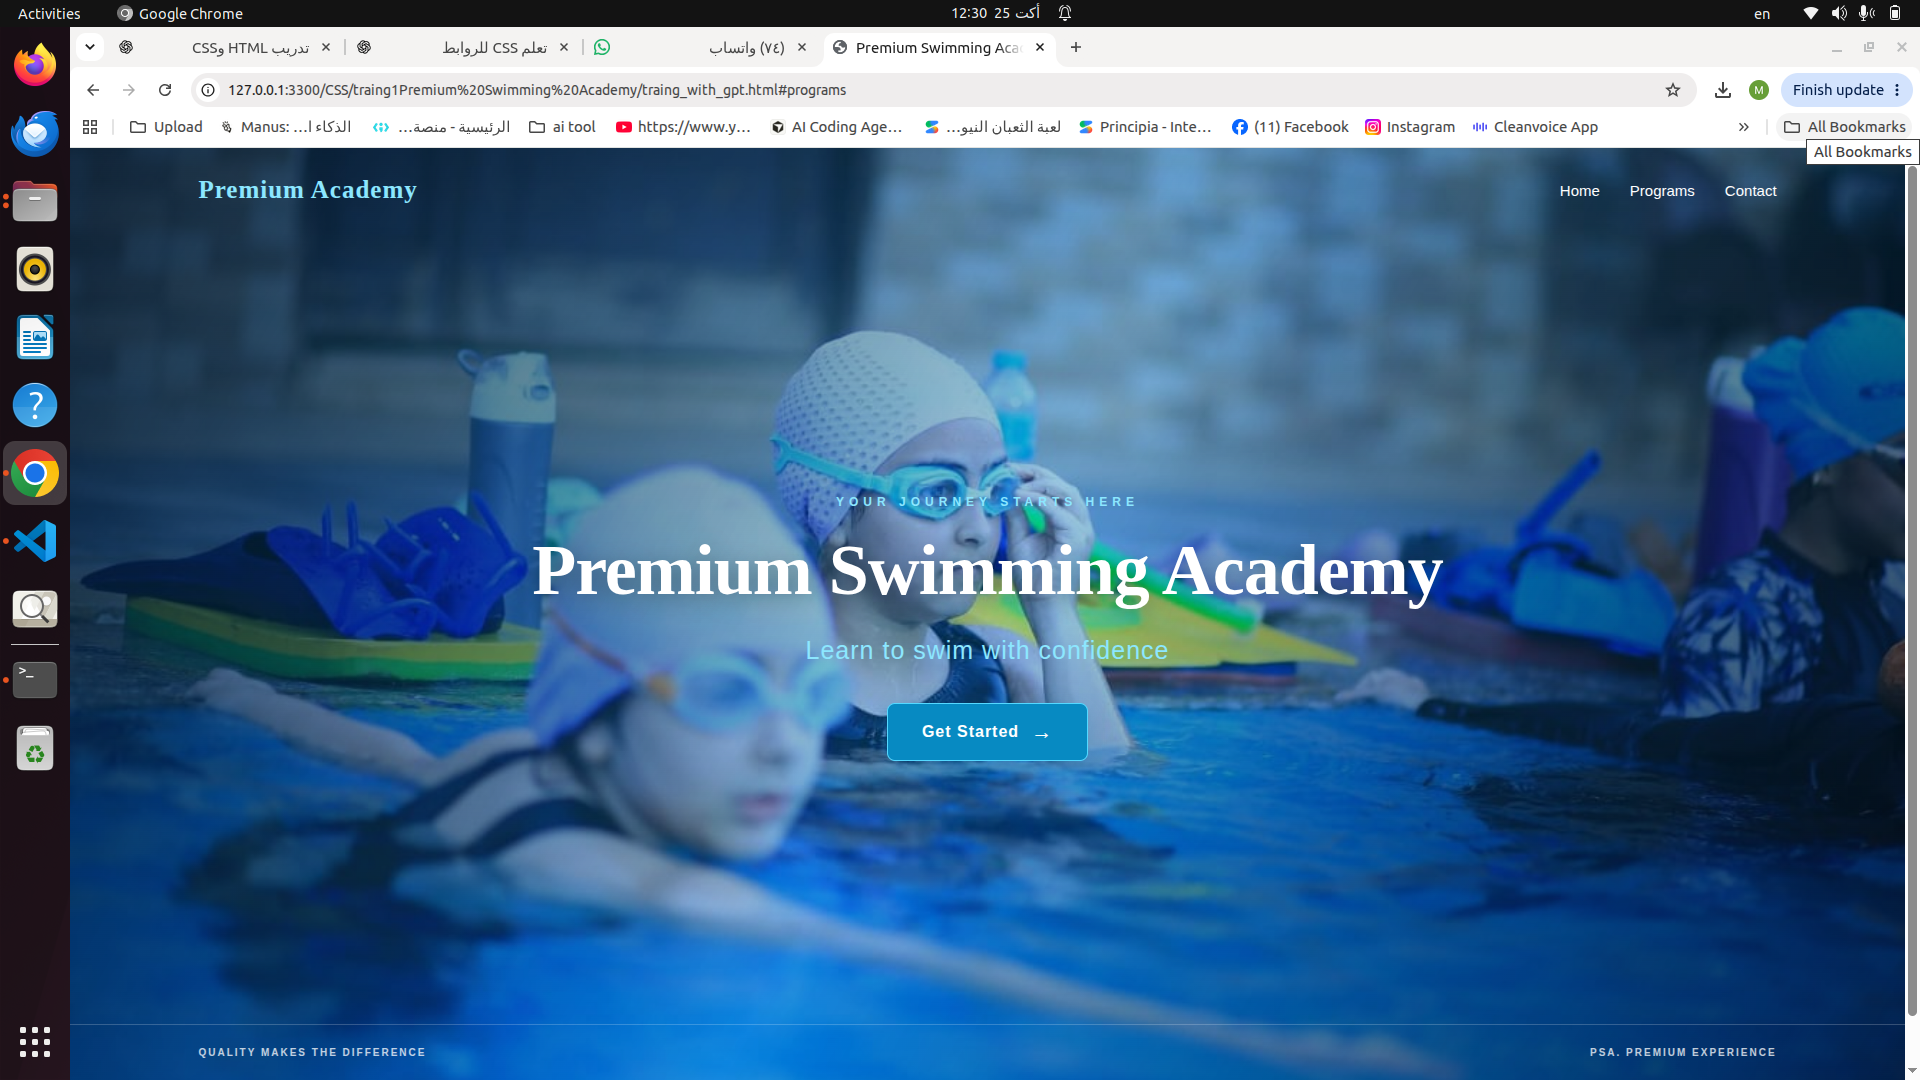 Activities
Google Chrome
12:30 25 أكت
en
تدريب HTML وCSS
تعلم CSS للروابط
(٧٤) واتساب
Premium Swimming Aca
127.0.0.1:3300/CSS/traing1Premium%20Swimming%20Academy/traing_with_gpt.html#programs
M
Finish update
Upload
Manus: الذكاء ا…
الرئيسية - منصة…
ai tool
https://www.y…
AI Coding Age…
لعبة الثعبان النيو…
Principia - Inte…
(11) Facebook
Instagram
Cleanvoice App
All Bookmarks
All Bookmarks
Premium Academy
Home
Programs
Contact
YOUR JOURNEY STARTS HERE
Premium Swimming Academy
Learn to swim with confidence
Get Started →
QUALITY MAKES THE DIFFERENCE
PSA. PREMIUM EXPERIENCE